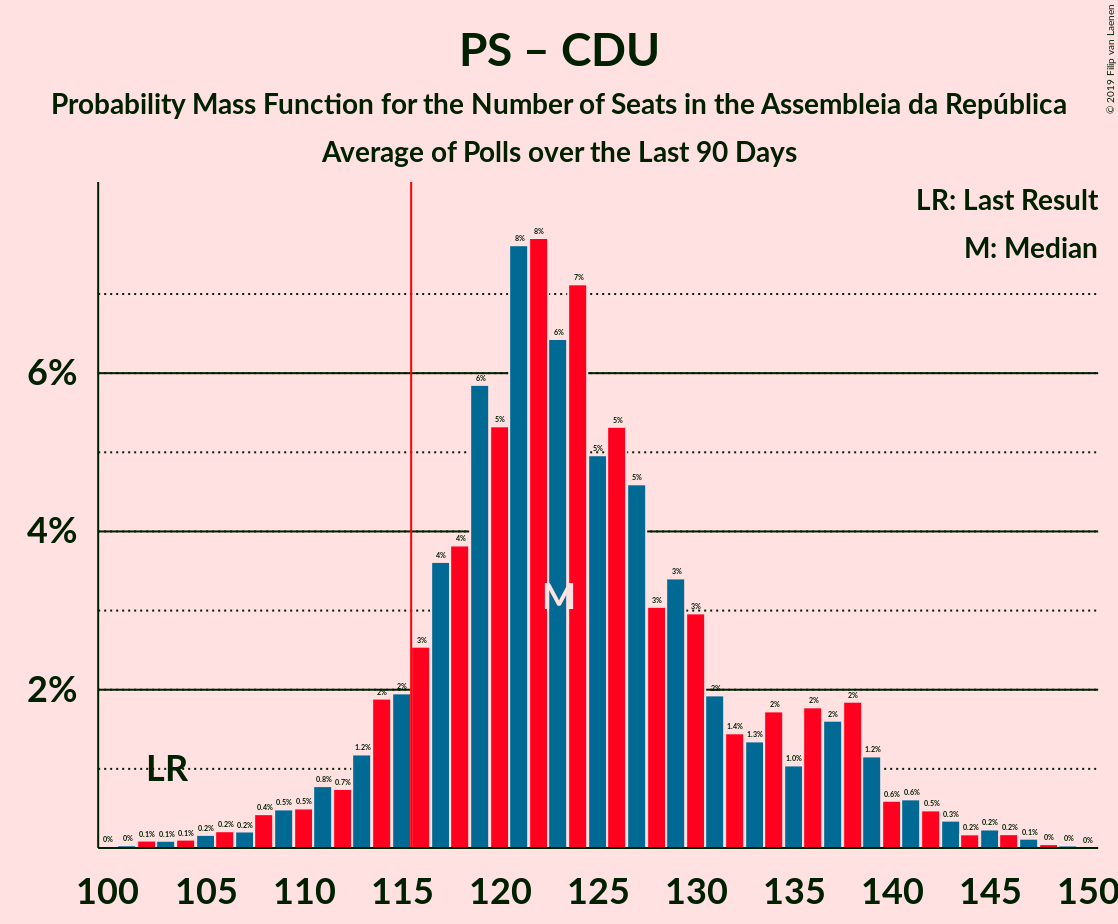 PS – CDU
Probability Mass Function for the Number of Seats in the Assembleia da República
Average of Polls over the Last 90 Days
© 2019 Filip van Laenen
LR: Last Result
M: Median
6%
4%
2%
LR
M
0% 0% 0.1% 0.1% 0.1% 0.2% 0.2% 0.2% 0.4% 0.5% 0.5% 0.8% 0.7% 1.2% 2% 2% 3% 4% 4% 6% 5% 8% 8% 6% 7% 5% 5% 5% 3% 3% 3% 2% 1.4% 1.3% 2% 1.0% 2% 2% 2% 1.2% 0.6% 0.6% 0.5% 0.3% 0.2% 0.2% 0.2% 0.1% 0% 0% 0%
100 105 110 115 120 125 130 135 140 145 150